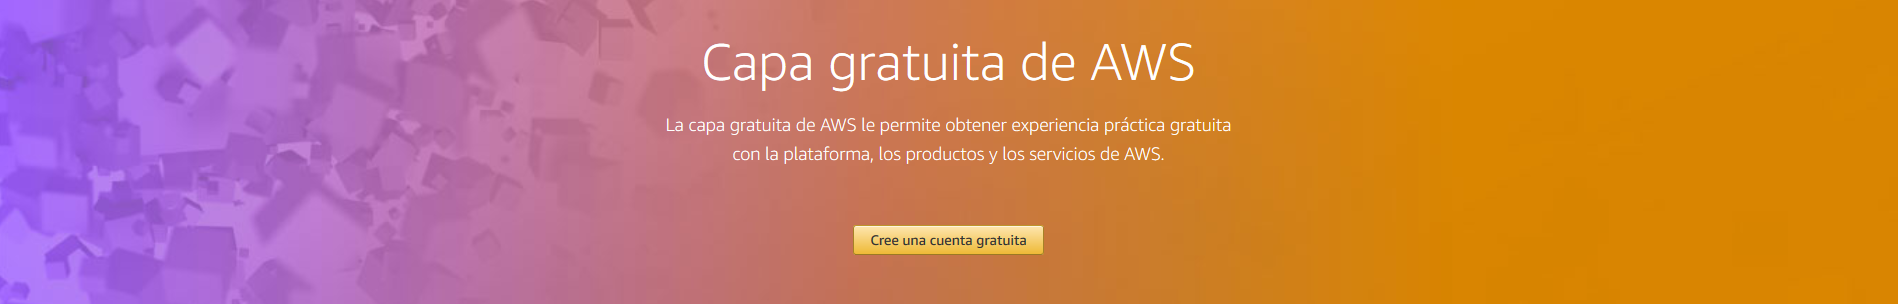 Capa gratuita de AWS
La capa gratuita de AWS le permite obtener experiencia práctica gratuita
con la plataforma, los productos y los servicios de AWS.
Cree una cuenta gratuita